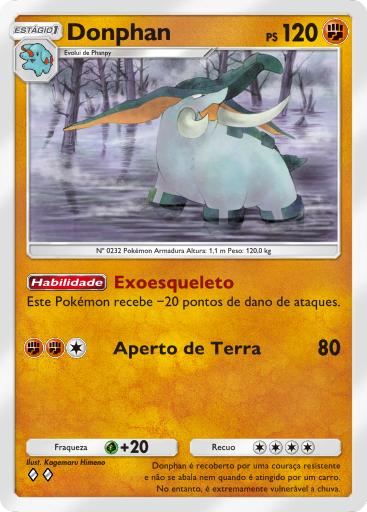 ESTÁGIO 1
Donphan
PS 120
Evolui de Phanpy
Nº 0232 Pokémon Armadura Altura: 1,1 m Peso: 120,0 kg
Habilidade Exoesqueleto
Este Pokémon recebe −20 pontos de dano de ataques.
Aperto de Terra 80
Fraqueza +20 Recuo
Ilust. Kagemaru Himeno
Donphan é recoberto por uma couraça resistente
e não se abala nem quando é atingido por um carro.
No entanto, é extremamente vulnerável à chuva.